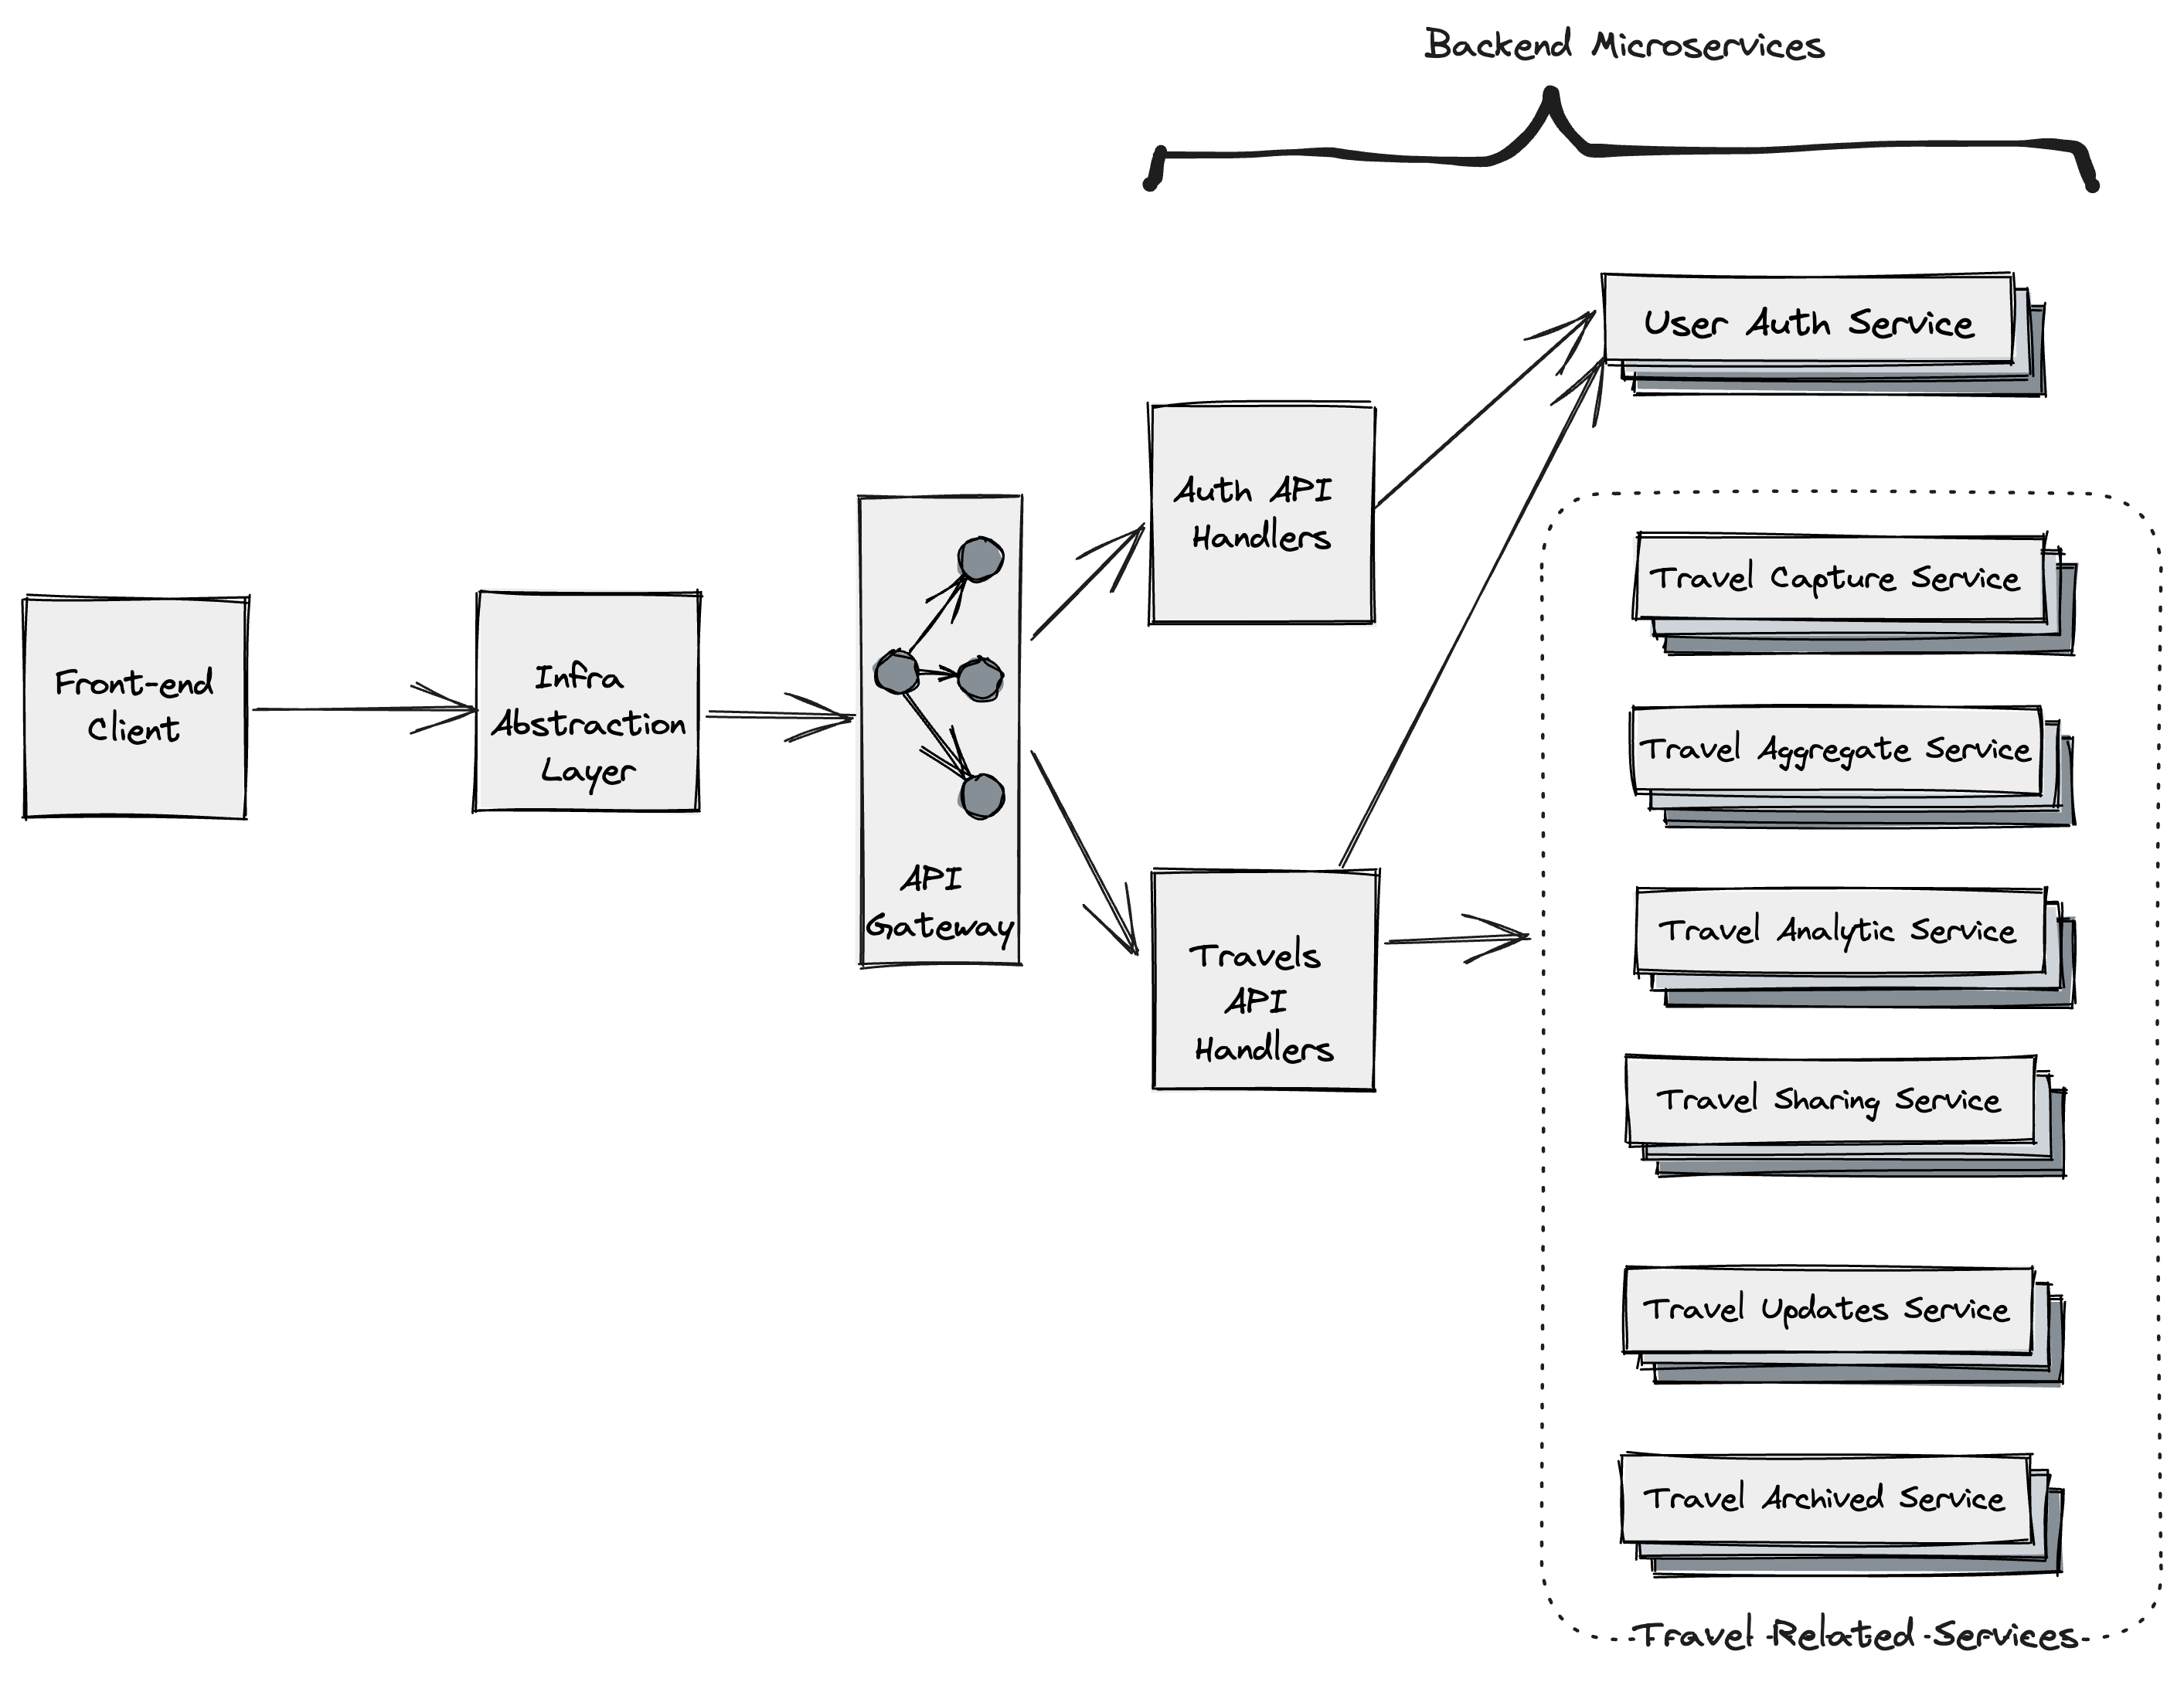 Backend Microservices
User Auth Service
Auth API
Handlers
Travel Capture Service
Front-end
Client
Infra
Abstraction
Layer
API
Gateway
Travel Aggregate Service
Travel Analytic Service
Travels
API
Handlers
Travel Sharing Service
Travel Updates Service
Travel Archived Service
Travel Related Services